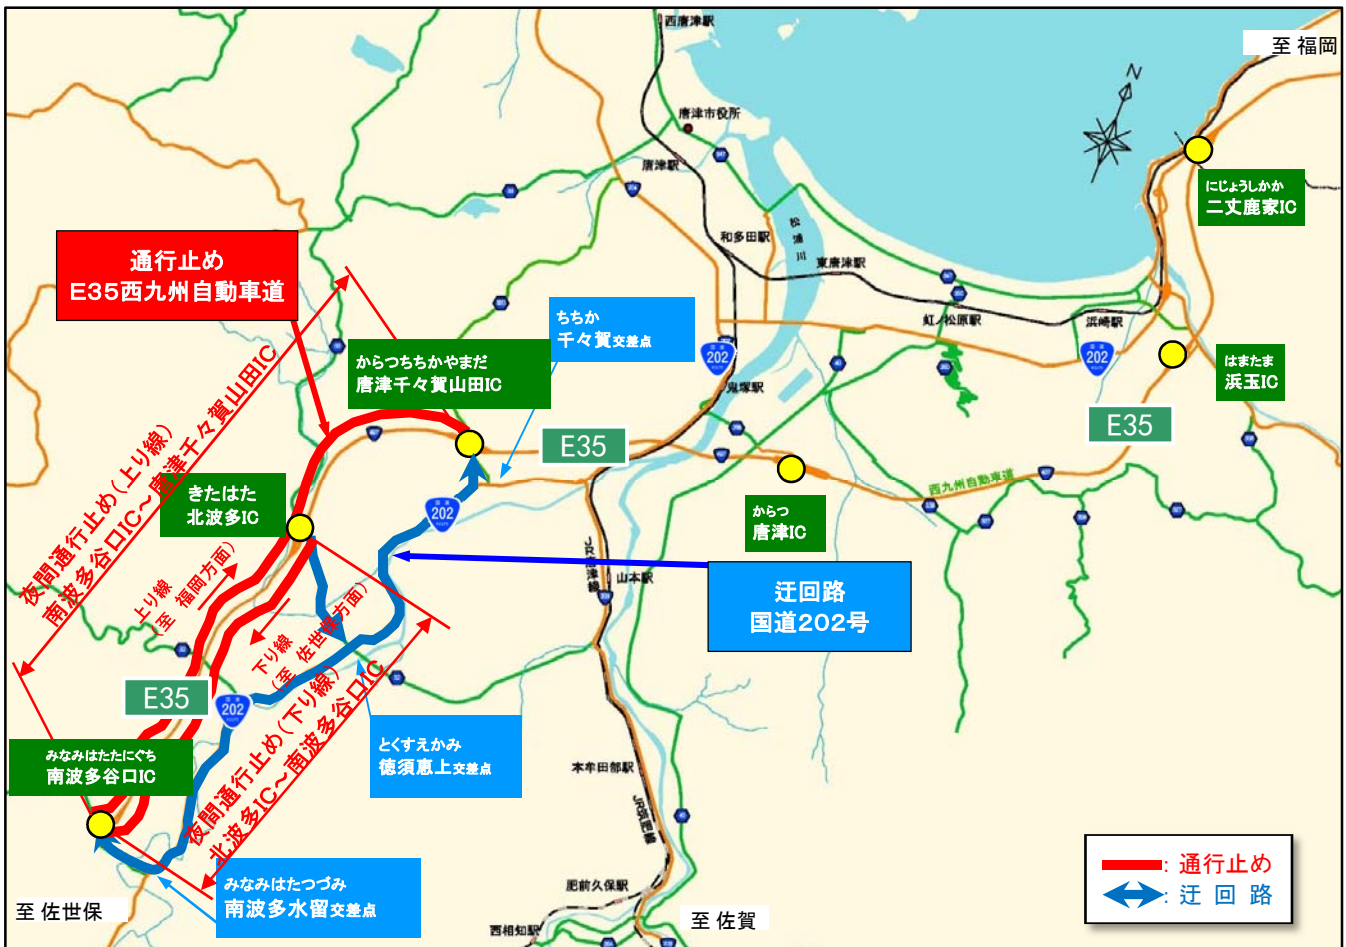 西唐津駅
至 福岡
N
唐津市役所
唐津駅
にじょうしかか
二丈鹿家IC
松浦川
和多田駅
東唐津駅
通行止め
E35西九州自動車道
ちちか
千々賀交差点
虹ノ松原駅
浜崎駅
からつちちかやまだ
唐津千々賀山田IC
202
202
はまたま
浜玉IC
鬼塚駅
E35
E35
夜間通行止め(上り線)
南波多谷口IC~唐津千々賀山田IC
きたはた
北波多IC
202
西九州自動車道
からつ
唐津IC
上り線
(至 福岡方面)
JR唐津線
山本駅
迂回路
国道202号
下り線
(至 佐世保方面)
E35
202
夜間通行止め(下り線)
北波多IC~南波多谷口IC
とくすえかみ
徳須恵上交差点
みなみはたたにぐち
南波多谷口IC
本牟田部駅
JR筑肥線
みなみはたつづみ
南波多水留交差点
肥前久保駅
至 佐世保
至 佐賀
西相知駅
: 通行止め
: 迂 回 路